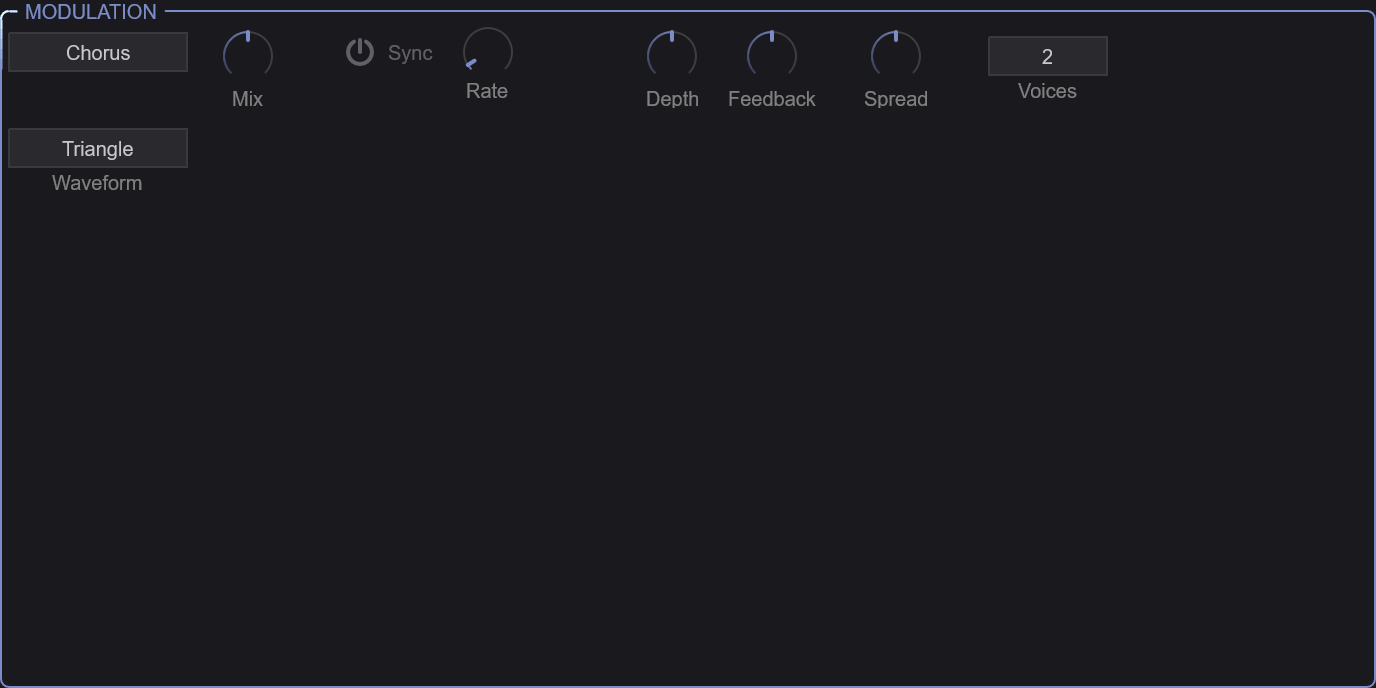 MODULATION
Chorus
Mix
Sync
Rate
Depth
Feedback
Spread
2
Voices
Triangle
Waveform